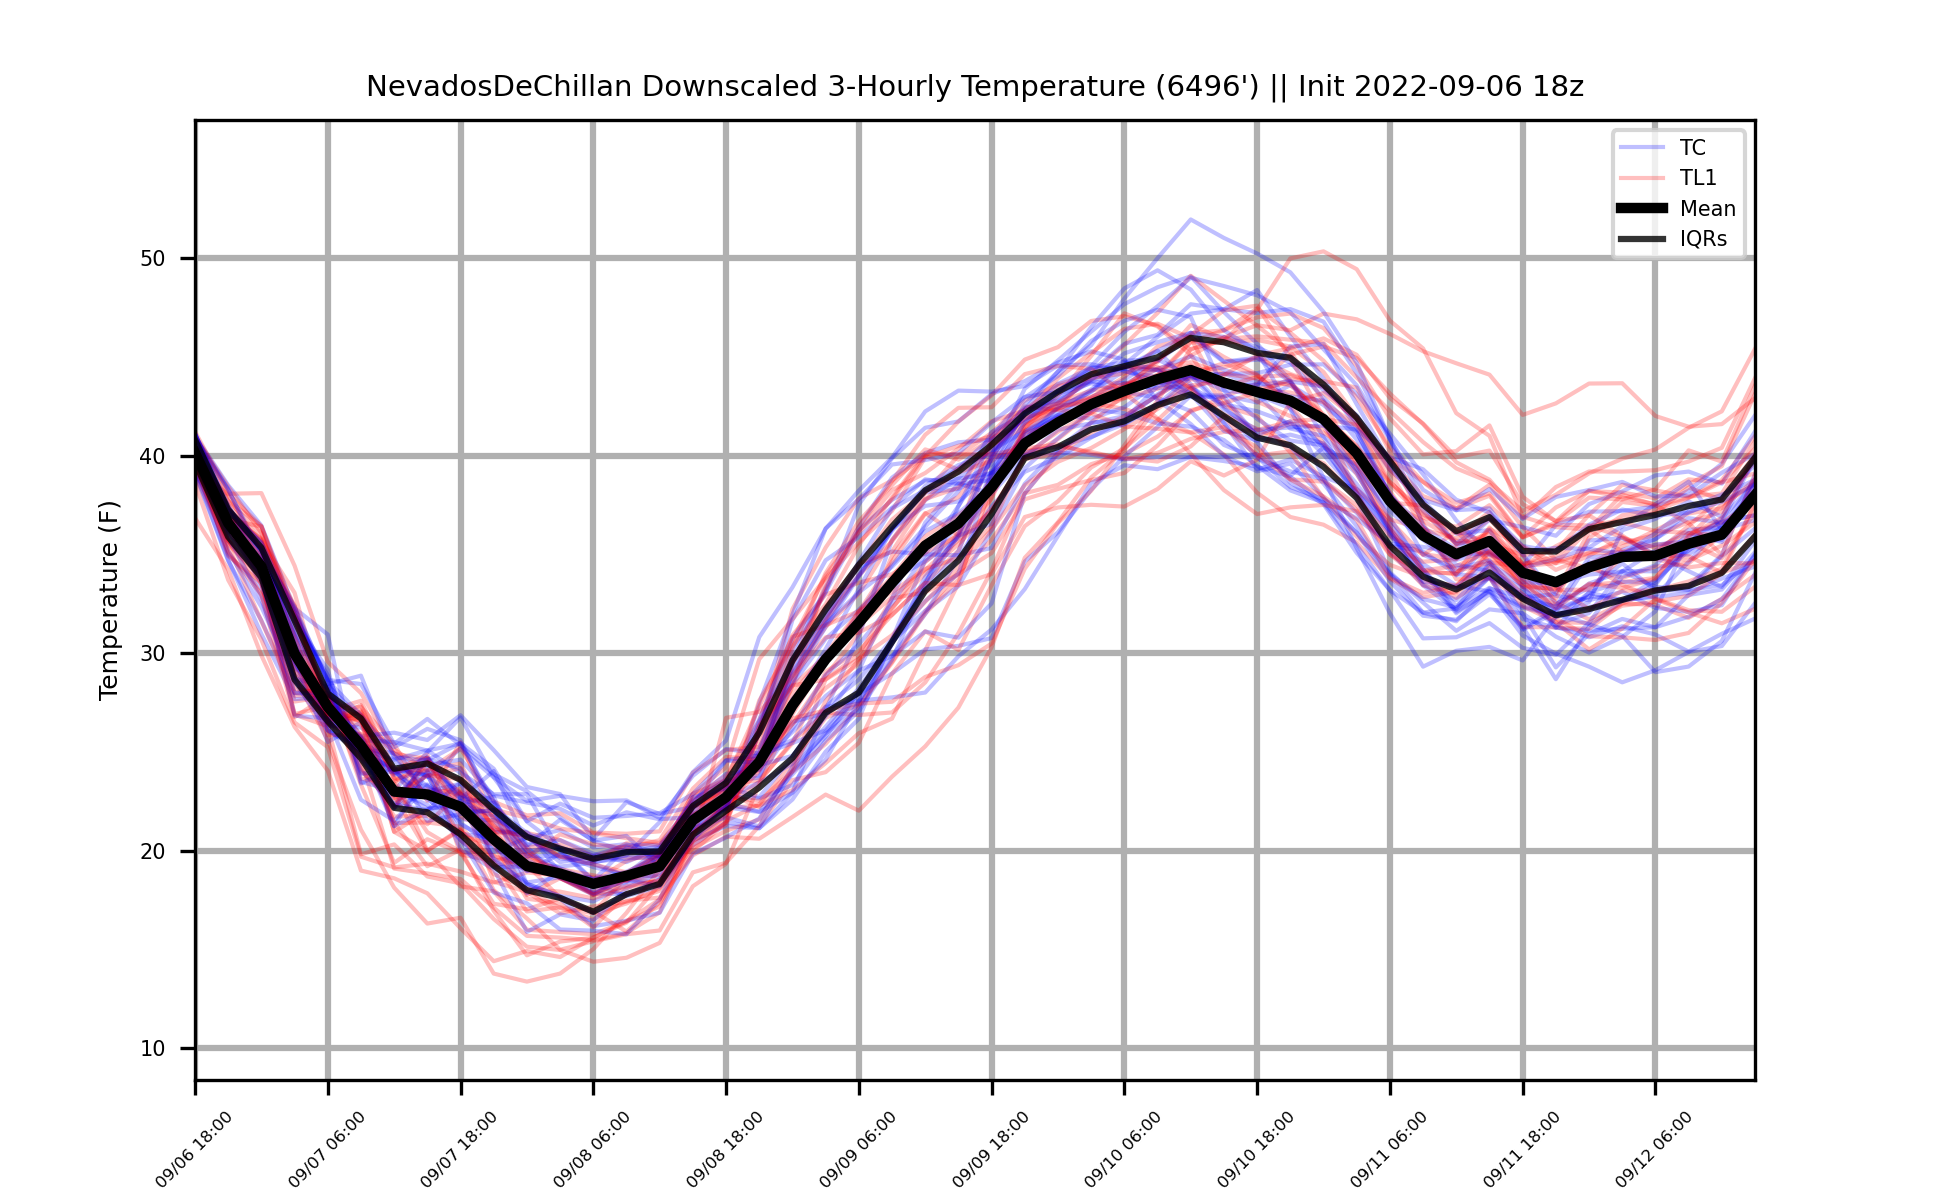 NevadosDeChillan Downscaled 3-Hourly Temperature (6496') || Init 2022-09-06 18z
TC
TL1
Mean
IQRs
Temperature (F)
50
40
30
20
10
09/06 18:00
09/07 06:00
09/07 18:00
09/08 06:00
09/08 18:00
09/09 06:00
09/09 18:00
09/10 06:00
09/10 18:00
09/11 06:00
09/11 18:00
09/12 06:00